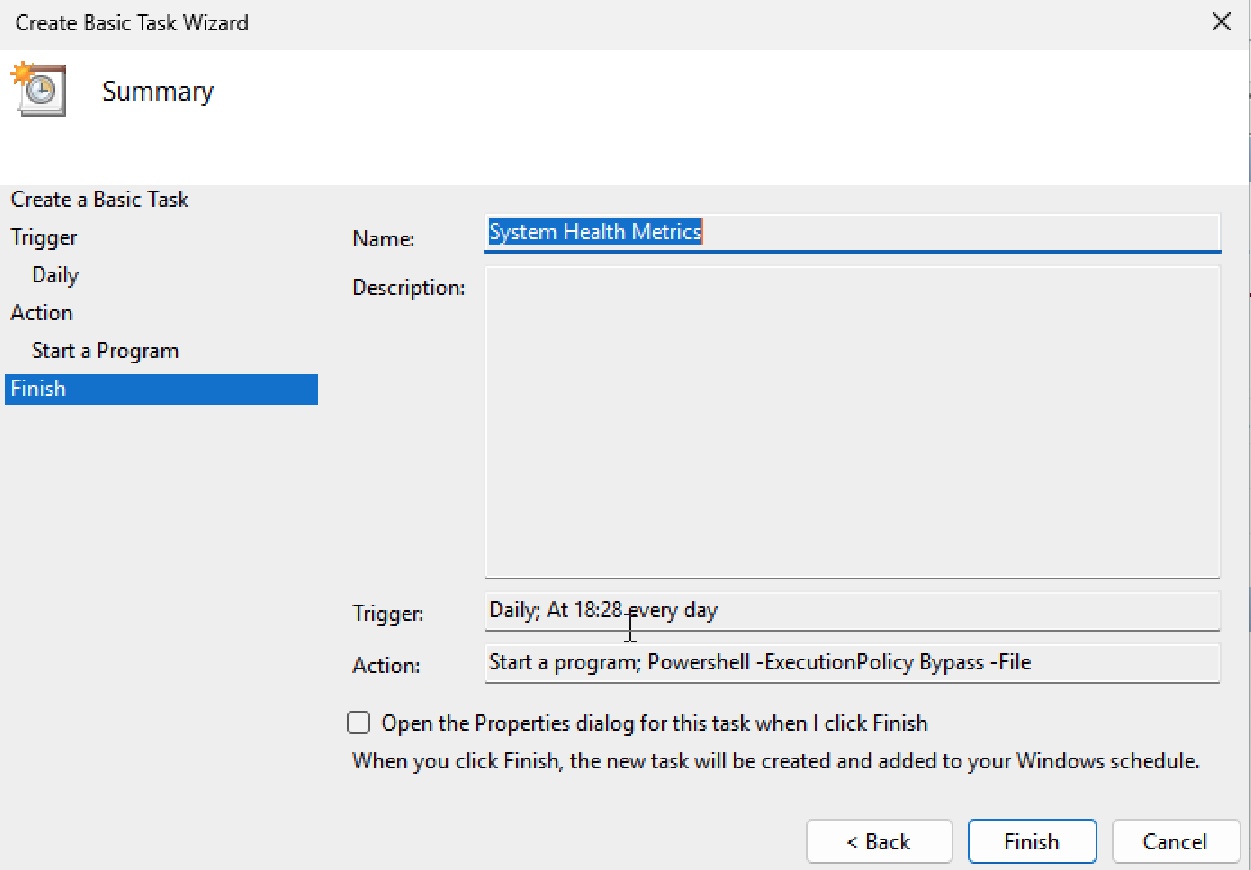 Create Basic Task Wizard
Summary
Create a Basic Task
Trigger
Daily
Action
Start a Program
Finish
Name: System Health Metrics
Description:
Trigger: Daily; At 18:28 every day
Action: Start a program; Powershell -ExecutionPolicy Bypass -File
Open the Properties dialog for this task when I click Finish
When you click Finish, the new task will be created and added to your Windows schedule.
< Back Finish Cancel